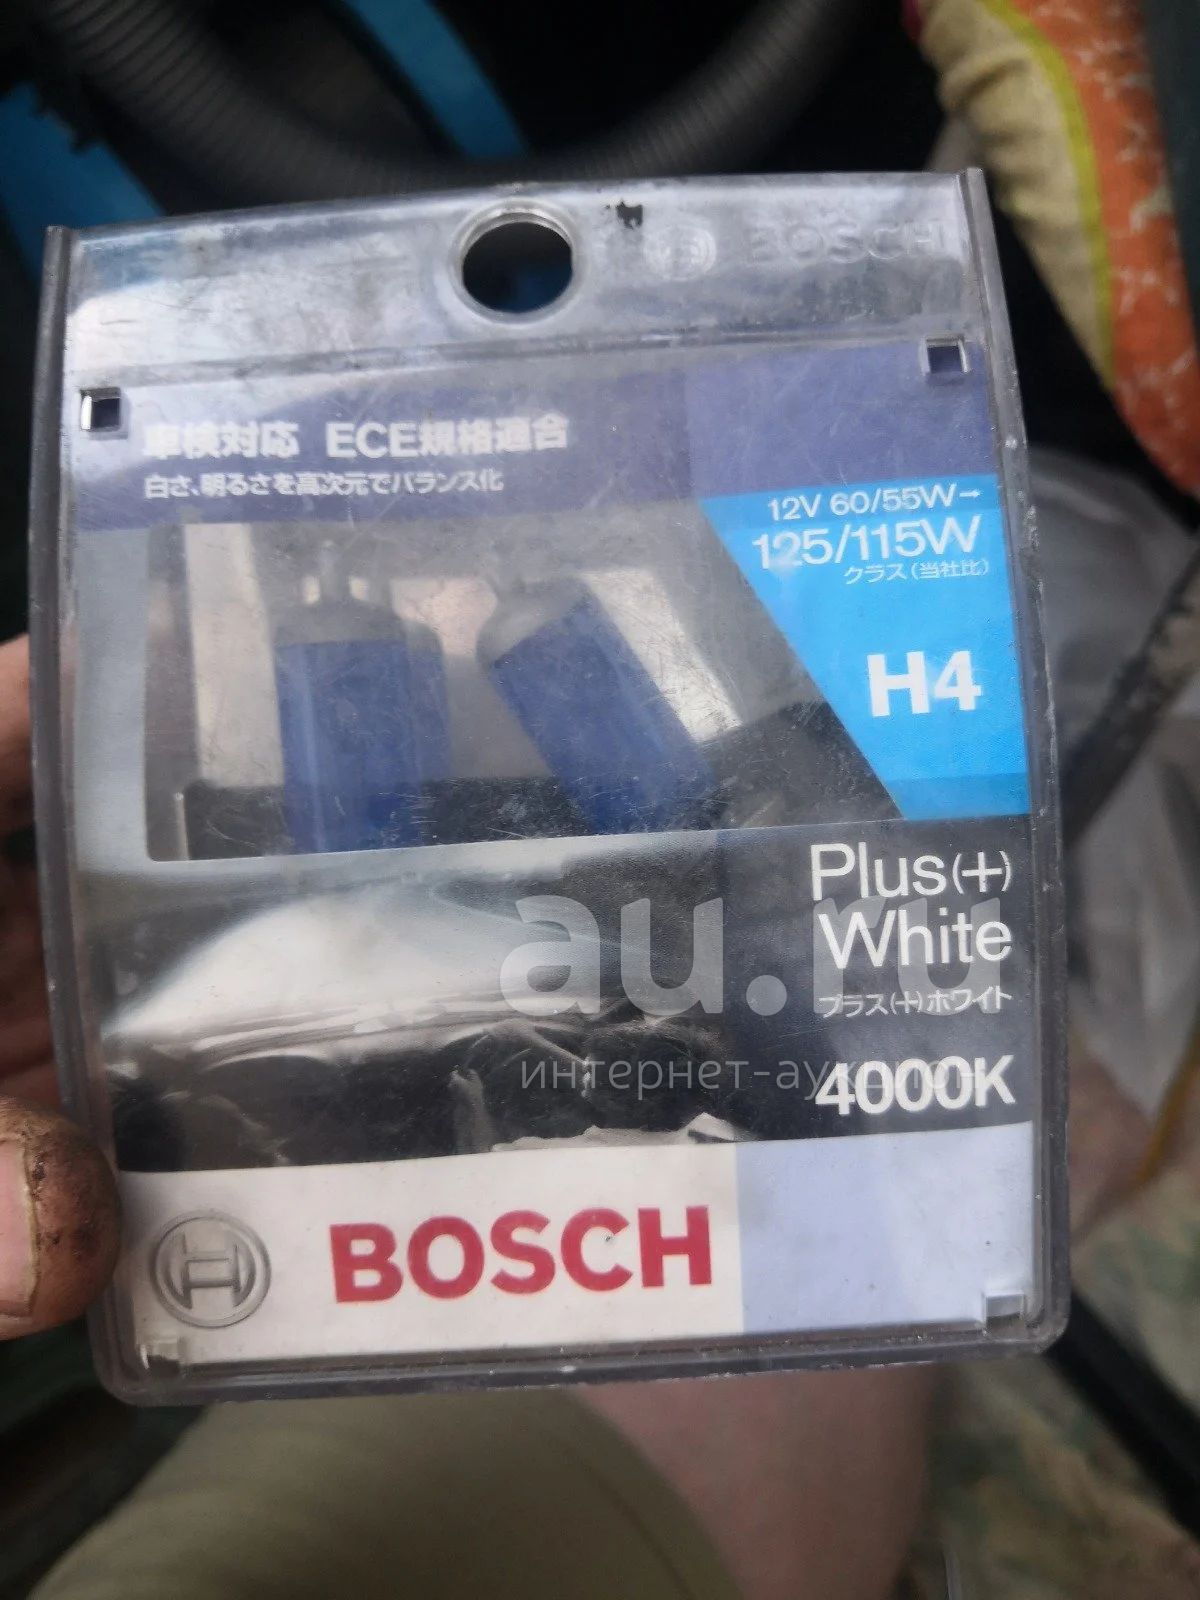 BOSCH
車検対応 ECE規格適合
白さ、明るさを高次元でバランス化
12V 60/55W→
125/115W
クラス(当社比)
H4
Plus(+)
White
プラス(+)ホワイト
4000K
au.ru
интернет-аукцион
BOSCH